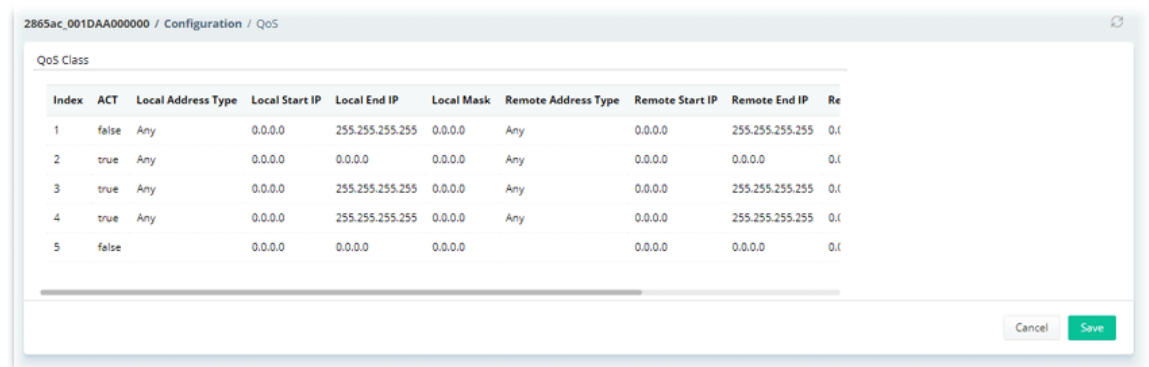 2865ac_001DAA000000 / Configuration / QoS
QoS Class
Index ACT Local Address Type Local Start IP Local End IP Local Mask Remote Address Type Remote Start IP Remote End IP Re
1 false Any 0.0.0.0 255.255.255.255 0.0.0.0 Any 0.0.0.0 255.255.255.255 0.(
2 true Any 0.0.0.0 0.0.0.0 0.0.0.0 Any 0.0.0.0 0.0.0.0 0.(
3 true Any 0.0.0.0 255.255.255.255 0.0.0.0 Any 0.0.0.0 255.255.255.255 0.(
4 true Any 0.0.0.0 255.255.255.255 0.0.0.0 Any 0.0.0.0 255.255.255.255 0.(
5 false 0.0.0.0 0.0.0.0 0.0.0.0 0.0.0.0 0.0.0.0 0.(
Cancel Save